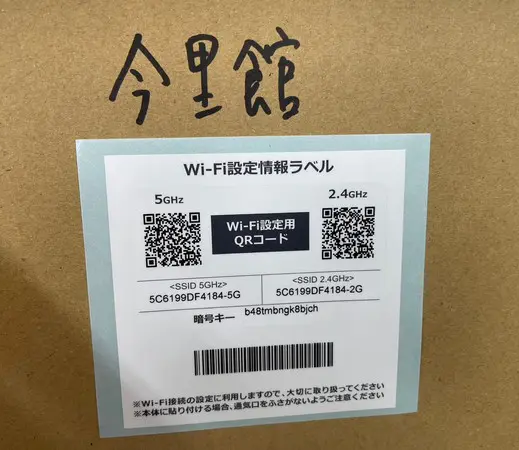 今里館
Wi-Fi設定情報ラベル
5GHz
2.4GHz
Wi-Fi設定用
QRコード
<SSID 5GHz>
5C6199DF4184-5G
<SSID 2.4GHz>
5C6199DF4184-2G
暗号キー b48tmbngk8bjch
※Wi-Fi接続の設定に利用しますので、大切に取り扱ってください
※本体に貼り付ける場合、通気口をふさがないようご注意ください